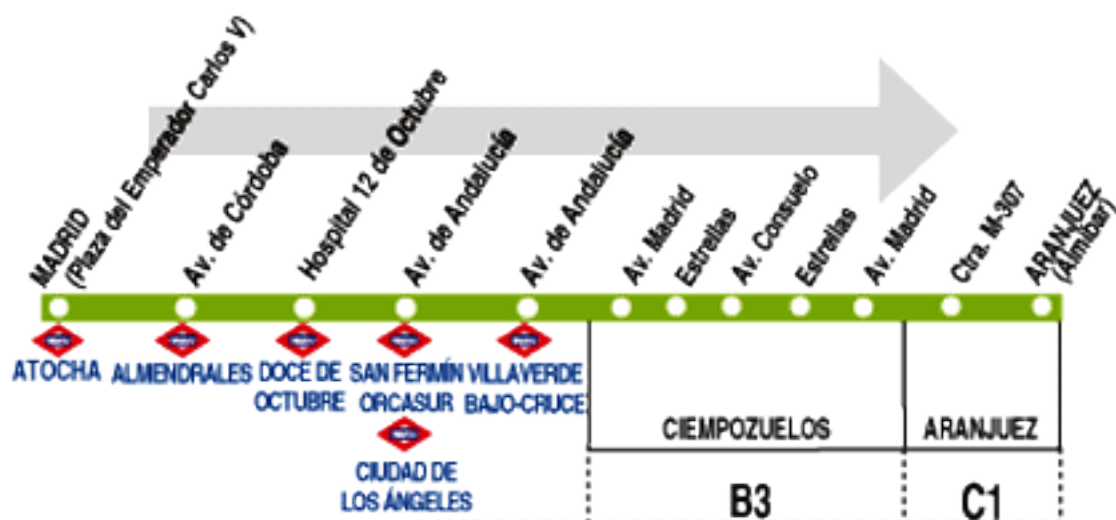 MADRID
(Plaza del Emperador Carlos V)
Av. de Córdoba
Hospital 12 de Octubre
Av. de Andalucía
Av. de Andalucía
Av. Madrid
Estrellas
Av. Consuelo
Estrellas
Av. Madrid
Ctra. M-307
ARANJUEZ
(Almíbar)
ATOCHA
ALMENDRALES
DOCE DE
OCTUBRE
SAN FERMÍN
ORCASUR
VILLAVERDE
BAJO-CRUCE
CIUDAD DE
LOS ÁNGELES
CIEMPOZUELOS
ARANJUEZ
B3
C1